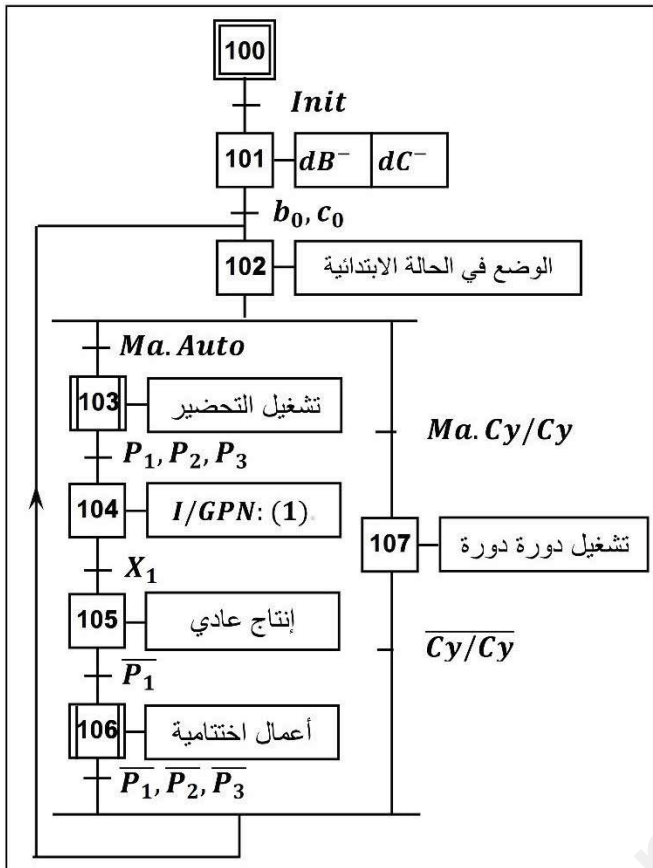 100
Init
101 dB⁻ dC⁻
b₀, c₀
102 الوضع في الحالة الابتدائية
Ma. Auto
103 تشغيل التحضير
P₁, P₂, P₃
Ma. Cy/Cy
104 I/GPN: (1).
107 تشغيل دورة دورة
X₁
105 إنتاج عادي
C̅y̅/̅C̅y̅
P̅₁
106 أعمال اختتامية
P̅₁, P̅₂, P̅₃